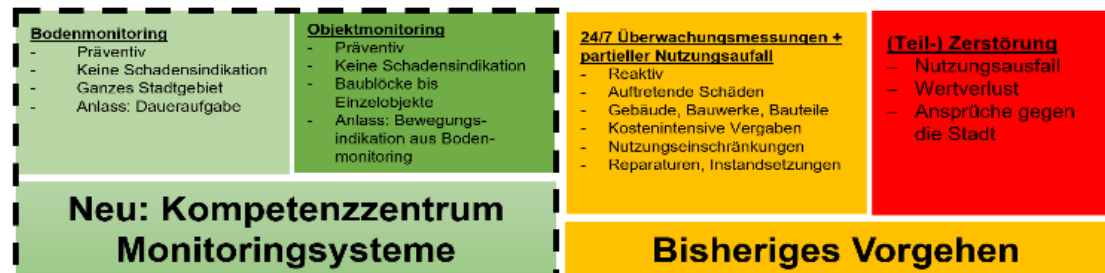 Bodenmonitoring
- Präventiv
- Keine Schadensindikation
- Ganzes Stadtgebiet
- Anlass: Daueraufgabe
Objektmonitoring
- Präventiv
- Keine Schadensindikation
- Baublöcke bis
Einzelobjekte
- Anlass: Bewegungs-
indikation aus Boden-
monitoring
24/7 Überwachungsmessungen +
partieller Nutzungsaufall
- Reaktiv
- Auftretende Schäden
- Gebäude, Bauwerke, Bauteile
- Kostenintensive Vergaben
- Nutzungseinschränkungen
- Reparaturen, Instandsetzungen
(Teil-) Zerstörung
– Nutzungsausfall
– Wertverlust
– Ansprüche gegen
die Stadt
Neu: Kompetenzzentrum
Monitoringsysteme
Bisheriges Vorgehen